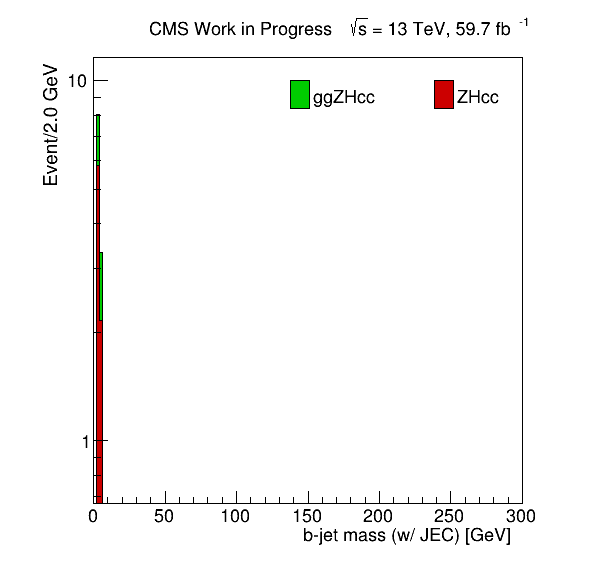 CMS Work in Progress √s = 13 TeV, 59.7 fb -1
Event/2.0 GeV
10
1
ggZHcc ZHcc
0 50 100 150 200 250 300
b-jet mass (w/ JEC) [GeV]